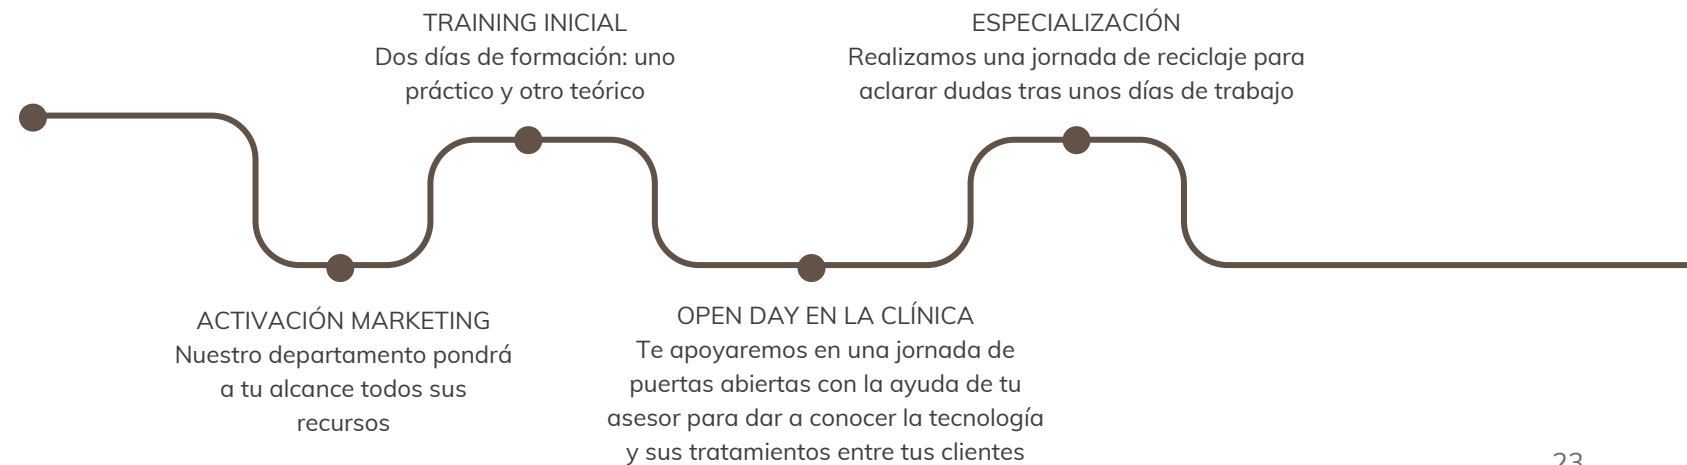 TRAINING INICIAL
Dos días de formación: uno
práctico y otro teórico
ESPECIALIZACIÓN
Realizamos una jornada de reciclaje para
aclarar dudas tras unos días de trabajo
ACTIVACIÓN MARKETING
Nuestro departamento pondrá
a tu alcance todos sus
recursos
OPEN DAY EN LA CLÍNICA
Te apoyaremos en una jornada de
puertas abiertas con la ayuda de tu
asesor para dar a conocer la tecnología
y sus tratamientos entre tus clientes
23